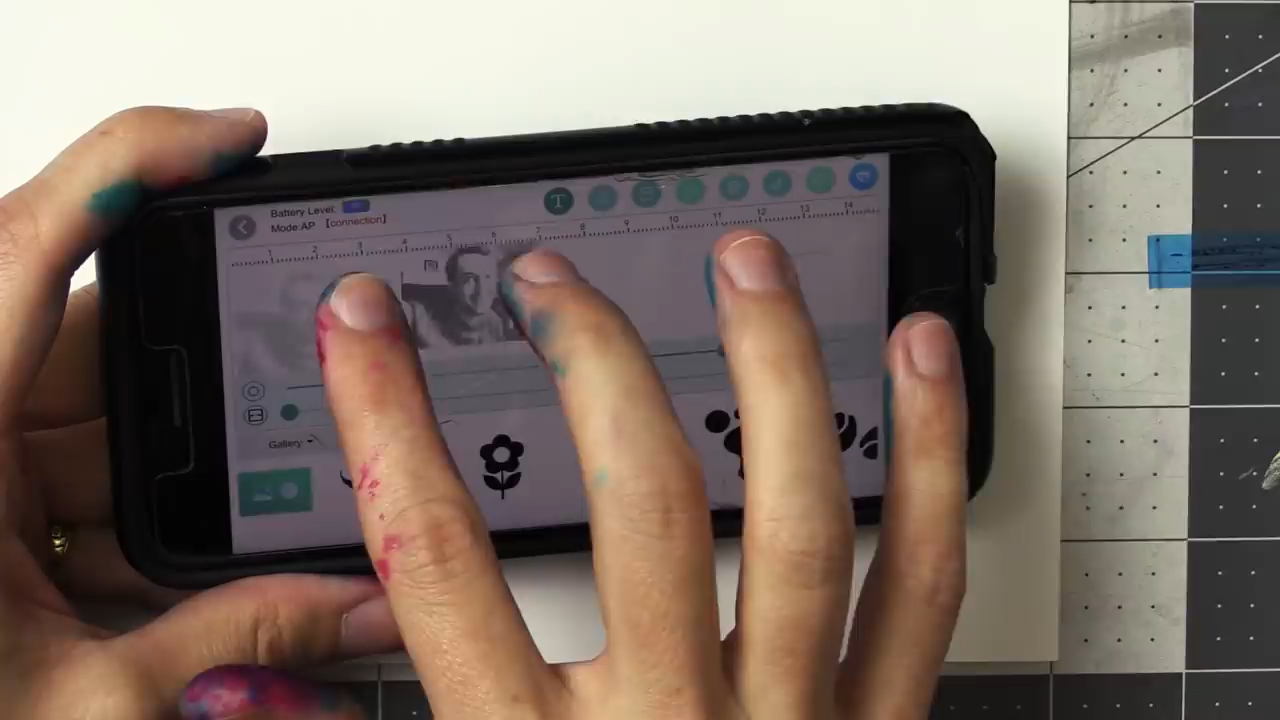 Battery Level:
Mode:AP 【connection】
T
1 2 3 4 5 6 7 8 9 10 11 12 13 14
Gallery